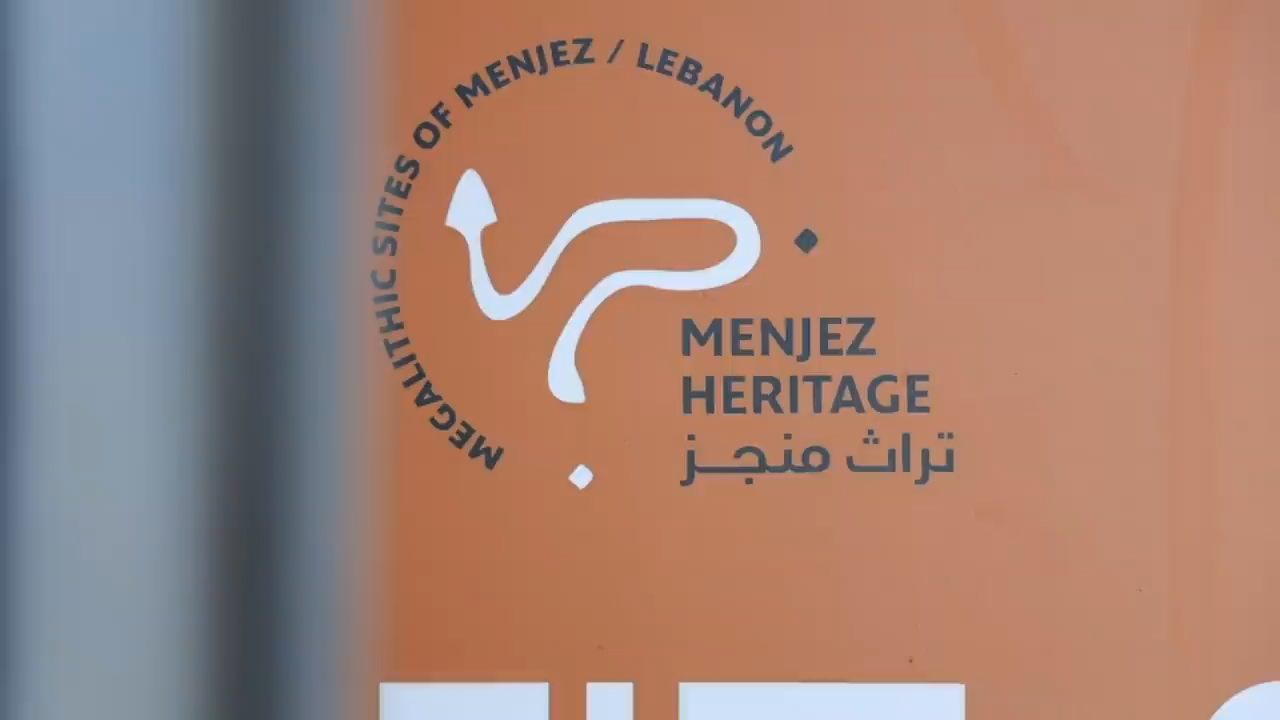 MEGALITHIC SITES OF MENJEZ / LEBANON
MENJEZ
HERITAGE
تراث منجز